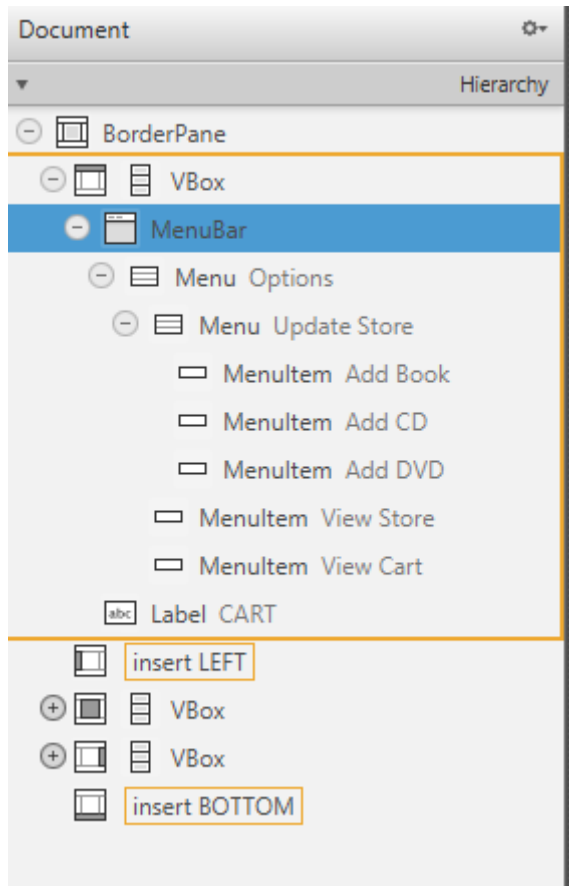 Document
Hierarchy
BorderPane
VBox
MenuBar
Menu Options
Menu Update Store
MenuItem Add Book
MenuItem Add CD
MenuItem Add DVD
MenuItem View Store
MenuItem View Cart
abc Label CART
insert LEFT
VBox
VBox
insert BOTTOM